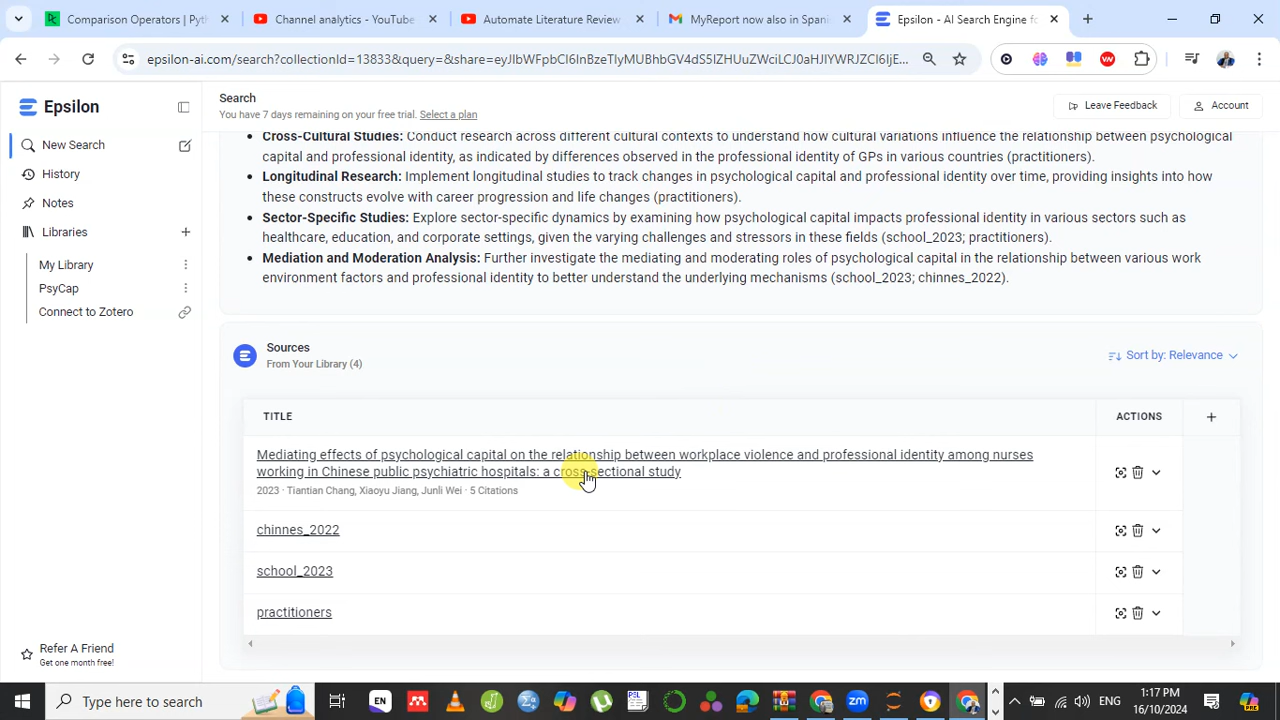 Comparison Operators | Pyt
Channel analytics - YouTube
Automate Literature Review
MyReport now also in Spani
Epsilon - AI Search Engine fo
epsilon-ai.com/search?collectionId=13833&query=&share=eyJIbWFpbCI6InBzeTIyMUBhbGV4dS5lZHUuZWciLCJ0aHJlYWRJZCI6IjE...
Epsilon
Search
You have 7 days remaining on your free trial. Select a plan
Leave Feedback
Account
New Search
History
Notes
Libraries
My Library
PsyCap
Connect to Zotero
Cross-Cultural Studies: Conduct research across different cultural contexts to understand how cultural variations influence the relationship between psychological
capital and professional identity, as indicated by differences observed in the professional identity of GPs in various countries (practitioners).
Longitudinal Research: Implement longitudinal studies to track changes in psychological capital and professional identity over time, providing insights into how
these constructs evolve with career progression and life changes (practitioners).
Sector-Specific Studies: Explore sector-specific dynamics by examining how psychological capital impacts professional identity in various sectors such as
healthcare, education, and corporate settings, given the varying challenges and stressors in these fields (school_2023; practitioners).
Mediation and Moderation Analysis: Further investigate the mediating and moderating roles of psychological capital in the relationship between various work
environment factors and professional identity to better understand the underlying mechanisms (school_2023; chinnes_2022).
Sources
From Your Library (4)
Sort by: Relevance
TITLE
ACTIONS
Mediating effects of psychological capital on the relationship between workplace violence and professional identity among nurses
working in Chinese public psychiatric hospitals: a cross-sectional study
2023 · Tiantian Chang, Xiaoyu Jiang, Junli Wei · 5 Citations
chinnes_2022
school_2023
practitioners
Refer A Friend
Get one month free!
Type here to search
EN
PSL
zm
ENG
1:17 PM
16/10/2024